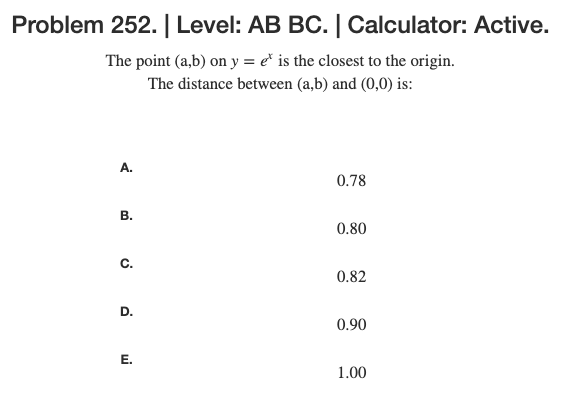 Problem 252. | Level: AB BC. | Calculator: Active.
The point (a,b) on y = eˣ is the closest to the origin.
The distance between (a,b) and (0,0) is:
A.
0.78
B.
0.80
C.
0.82
D.
0.90
E.
1.00